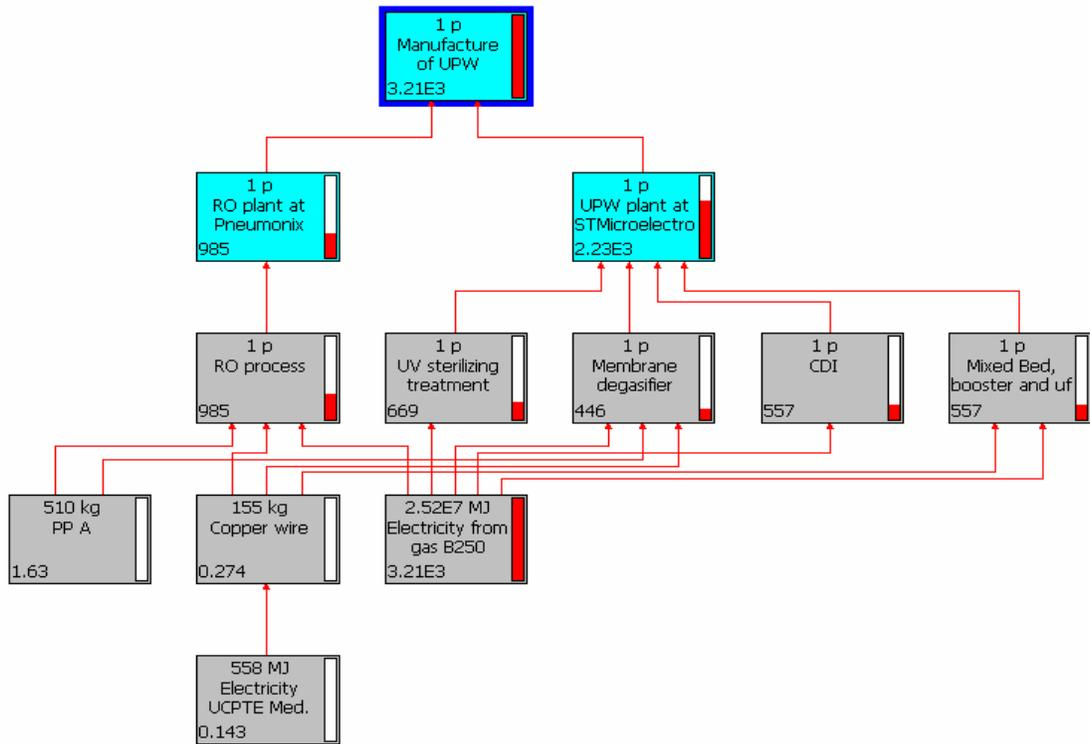 1 p
Manufacture
of UPW
3.21E3
1 p
RO plant at
Pneumonix
985
1 p
UPW plant at
STMicroelectro
2.23E3
1 p
RO process
985
1 p
UV sterilizing
treatment
669
1 p
Membrane
degasifier
446
1 p
CDI
557
1 p
Mixed Bed,
booster and uf
557
510 kg
PP A
1.63
155 kg
Copper wire
0.274
2.52E7 MJ
Electricity from
gas B250
3.21E3
558 MJ
Electricity
UCPTE Med.
0.143